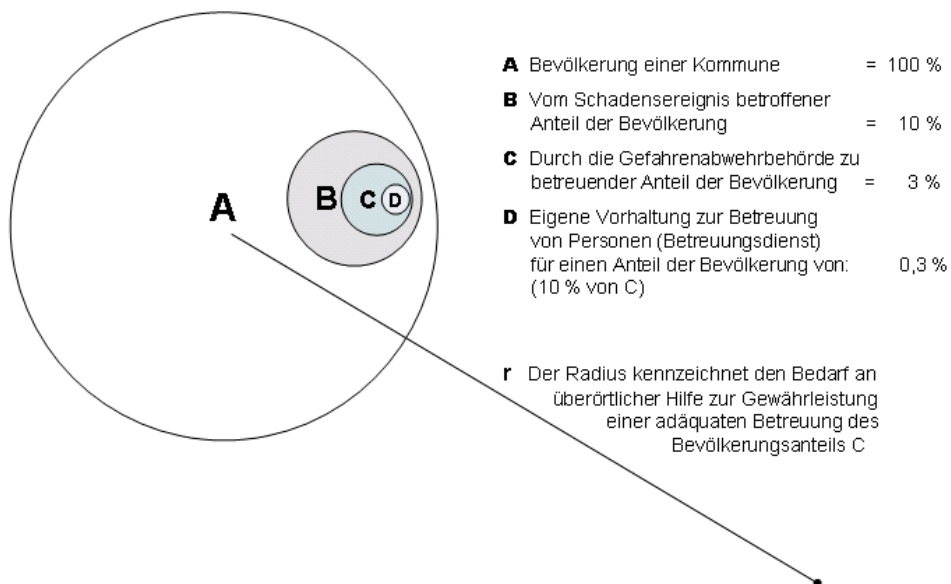 A
B
C
D
A Bevölkerung einer Kommune = 100 %
B Vom Schadensereignis betroffener
Anteil der Bevölkerung = 10 %
C Durch die Gefahrenabwehrbehörde zu
betreuender Anteil der Bevölkerung = 3 %
D Eigene Vorhaltung zur Betreuung
von Personen (Betreuungsdienst)
für einen Anteil der Bevölkerung von: 0,3 %
(10 % von C)
r Der Radius kennzeichnet den Bedarf an
überörtlicher Hilfe zur Gewährleistung
einer adäquaten Betreuung des
Bevölkerungsanteils C